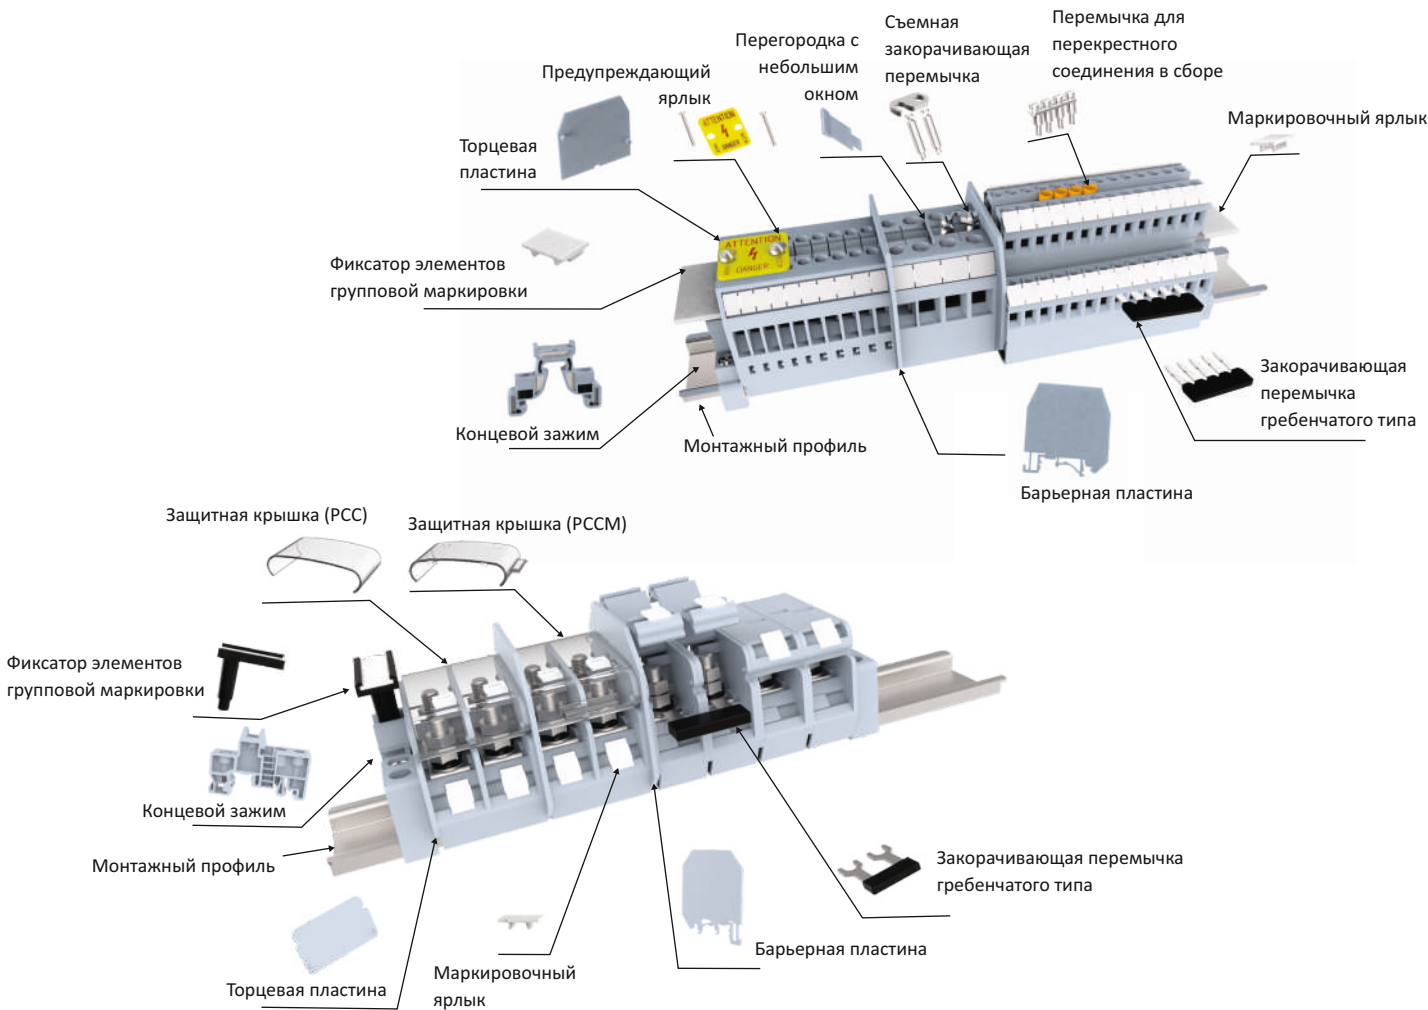 Съемная
закорачивающая
перемычка
Перемычка для
перекрестного
соединения в сборе
Перегородка с
небольшим
окном
Предупреждающий
ярлык
Маркировочный ярлык
Торцевая
пластина
ATTENTION
DANGER
Фиксатор элементов
групповой маркировки
ATTENTION
DANGER
Закорачивающая
перемычка
гребенчатого типа
Концевой зажим
Монтажный профиль
Барьерная пластина
Защитная крышка (PCC)
Защитная крышка (PCCM)
Фиксатор элементов
групповой маркировки
Концевой зажим
Монтажный профиль
Закорачивающая перемычка
гребенчатого типа
Барьерная пластина
Маркировочный
ярлык
Торцевая пластина